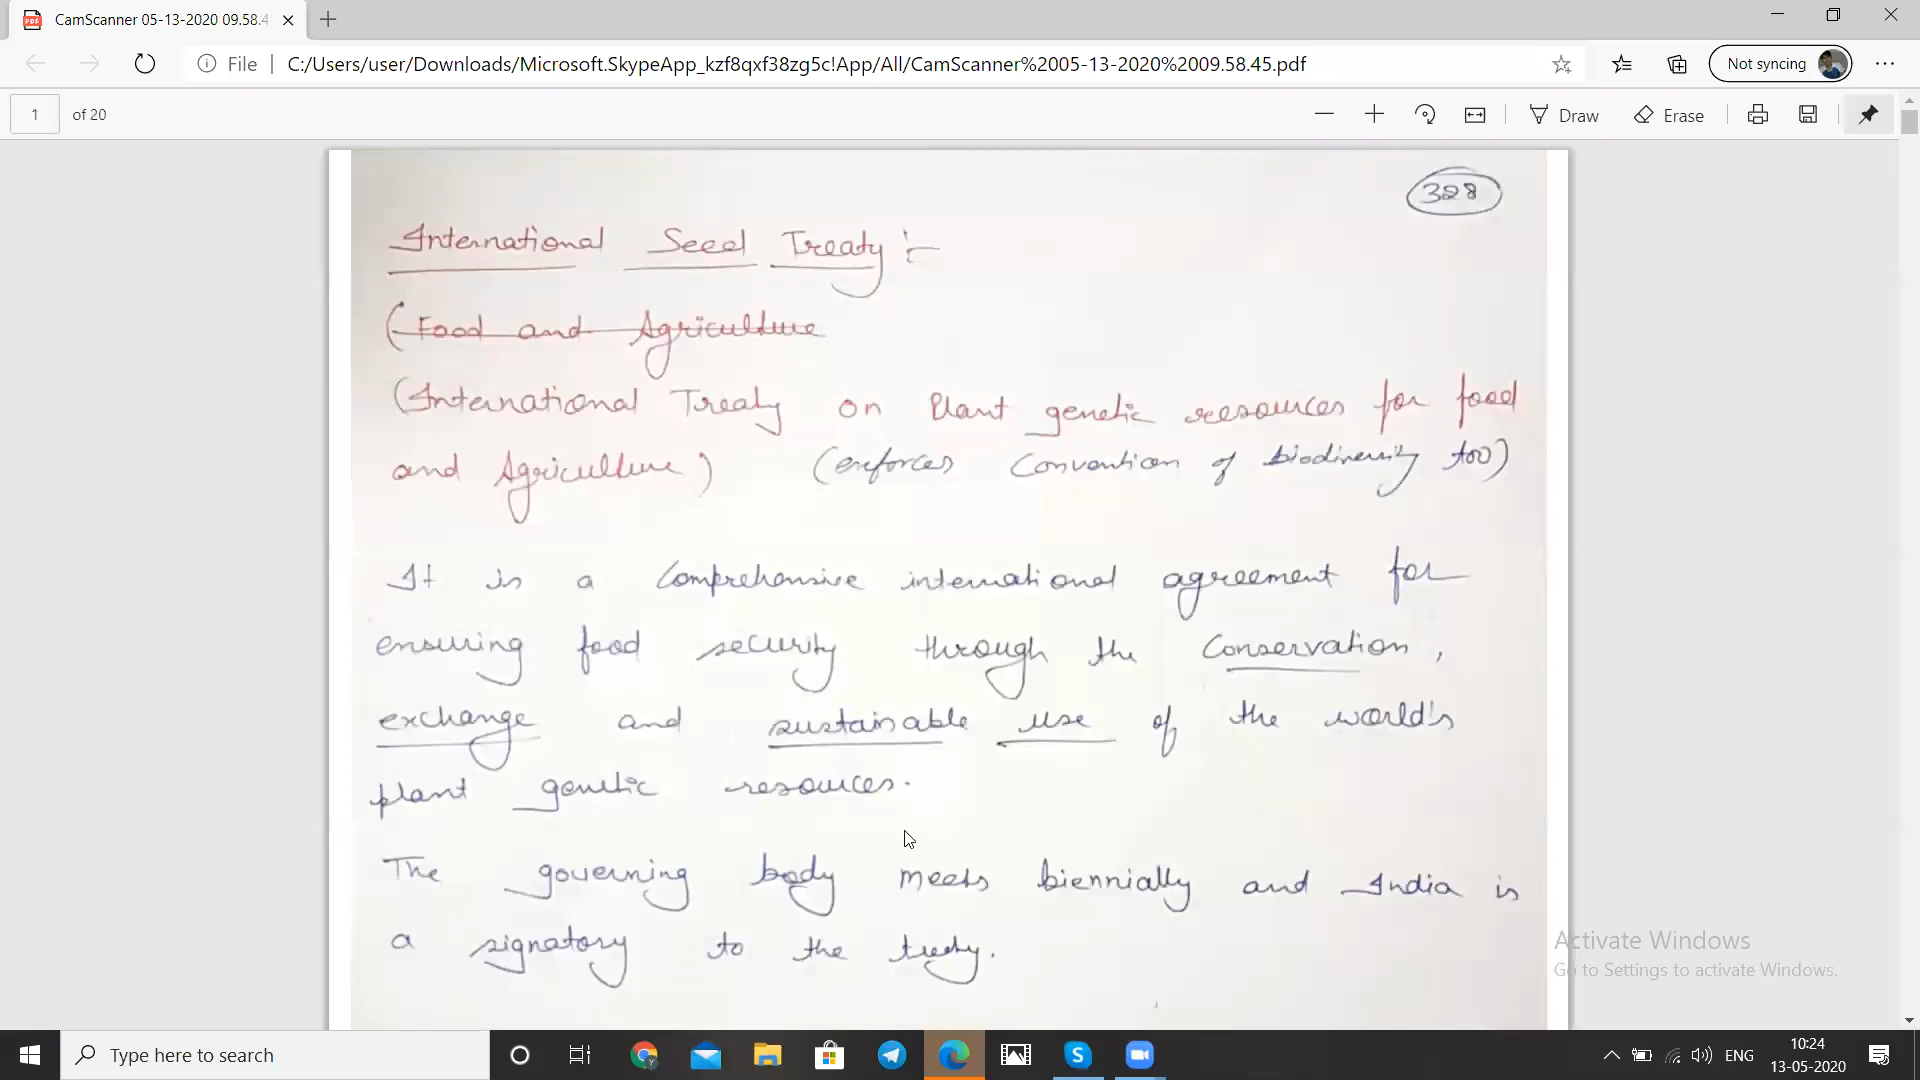 CamScanner 05-13-2020 09.58.4
File
C:/Users/user/Downloads/Microsoft.SkypeApp_kzf8qxf38zg5c!App/All/CamScanner%2005-13-2020%2009.58.45.pdf
Not syncing
1 of 20
Draw
Erase
328
International Seed Treaty :-
(Food and Agriculture
(International Treaty on Plant genetic resources for food
and Agriculture) (enforces Convention of biodiversity too)
It is a comprehensive international agreement for
ensuring food security through the Conservation,
exchange and sustainable use of the world's
plant genetic resources.
The governing body meets biennially and India is
a signatory to the treaty.
Activate Windows
Go to Settings to activate Windows.
Type here to search
ENG
10:24
13-05-2020